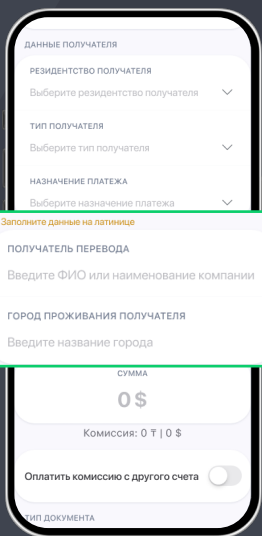 ДАННЫЕ ПОЛУЧАТЕЛЯ
РЕЗИДЕНТСТВО ПОЛУЧАТЕЛЯ
Выберите резидентство получателя
ТИП ПОЛУЧАТЕЛЯ
Выберите тип получателя
НАЗНАЧЕНИЕ ПЛАТЕЖА
Выберите назначение платежа
Заполните данные на латинице
ПОЛУЧАТЕЛЬ ПЕРЕВОДА
Введите ФИО или наименование компании
ГОРОД ПРОЖИВАНИЯ ПОЛУЧАТЕЛЯ
Введите название города
СУММА
0 $
Комиссия: 0 ₸ | 0 $
Оплатить комиссию с другого счета
ТИП ДОКУМЕНТА